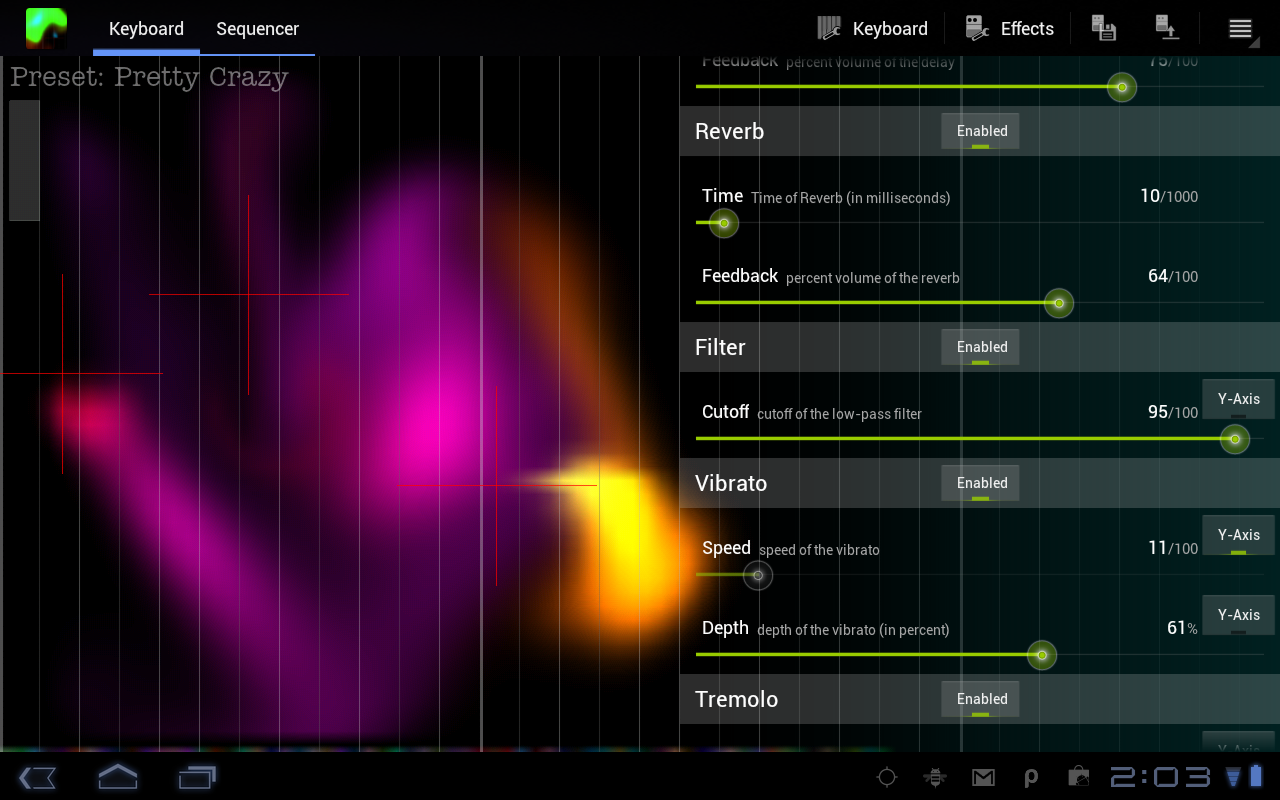 Keyboard Sequencer Keyboard Effects
Preset: Pretty Crazy
Feedback percent volume of the delay 75/100
Reverb Enabled
Time Time of Reverb (in milliseconds) 10/1000
Feedback percent volume of the reverb 64/100
Filter Enabled
Y-Axis
Cutoff cutoff of the low-pass filter 95/100
Vibrato Enabled
Y-Axis
Speed speed of the vibrato 11/100
Y-Axis
Depth depth of the vibrato (in percent) 61%
Tremolo Enabled
Y-Axis
2:03